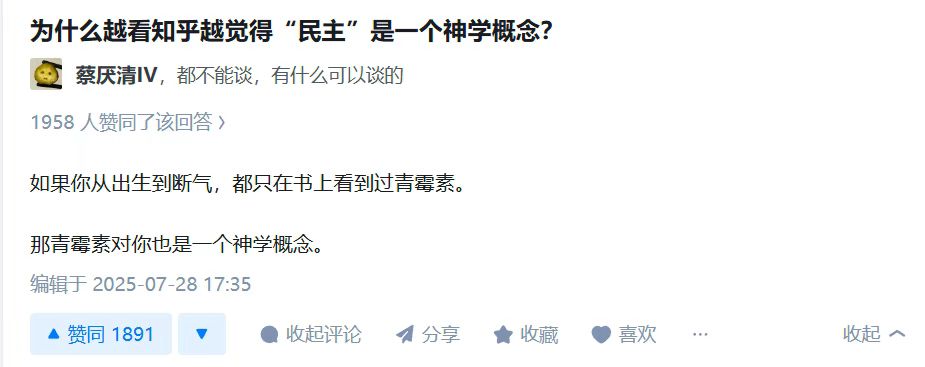 为什么越看知乎越觉得“民主”是一个神学概念？
蔡厌清IV，都不能谈，有什么可以谈的
1958 人赞同了该回答 ›
如果你从出生到断气，都只在书上看到过青霉素。
那青霉素对你也是一个神学概念。
编辑于 2025-07-28 17:35
赞同 1891 收起评论 分享 收藏 喜欢 ··· 收起